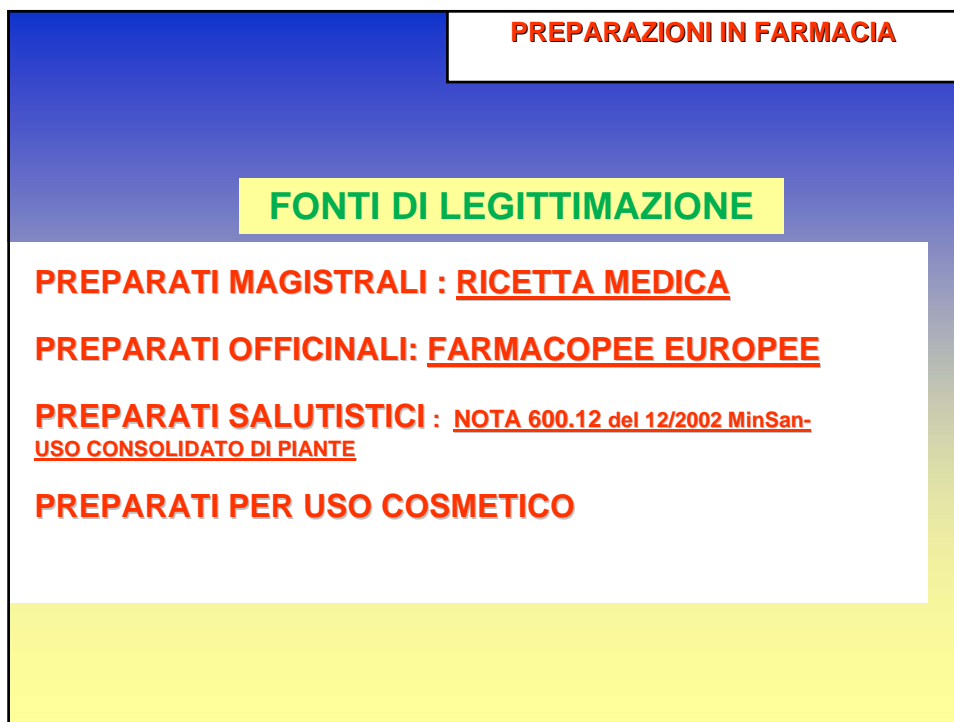 PREPARAZIONI IN FARMACIA
FONTI DI LEGITTIMAZIONE
PREPARATI MAGISTRALI : RICETTA MEDICA
PREPARATI OFFICINALI: FARMACOPEE EUROPEE
PREPARATI SALUTISTICI : NOTA 600.12 del 12/2002 MinSan-
USO CONSOLIDATO DI PIANTE
PREPARATI PER USO COSMETICO